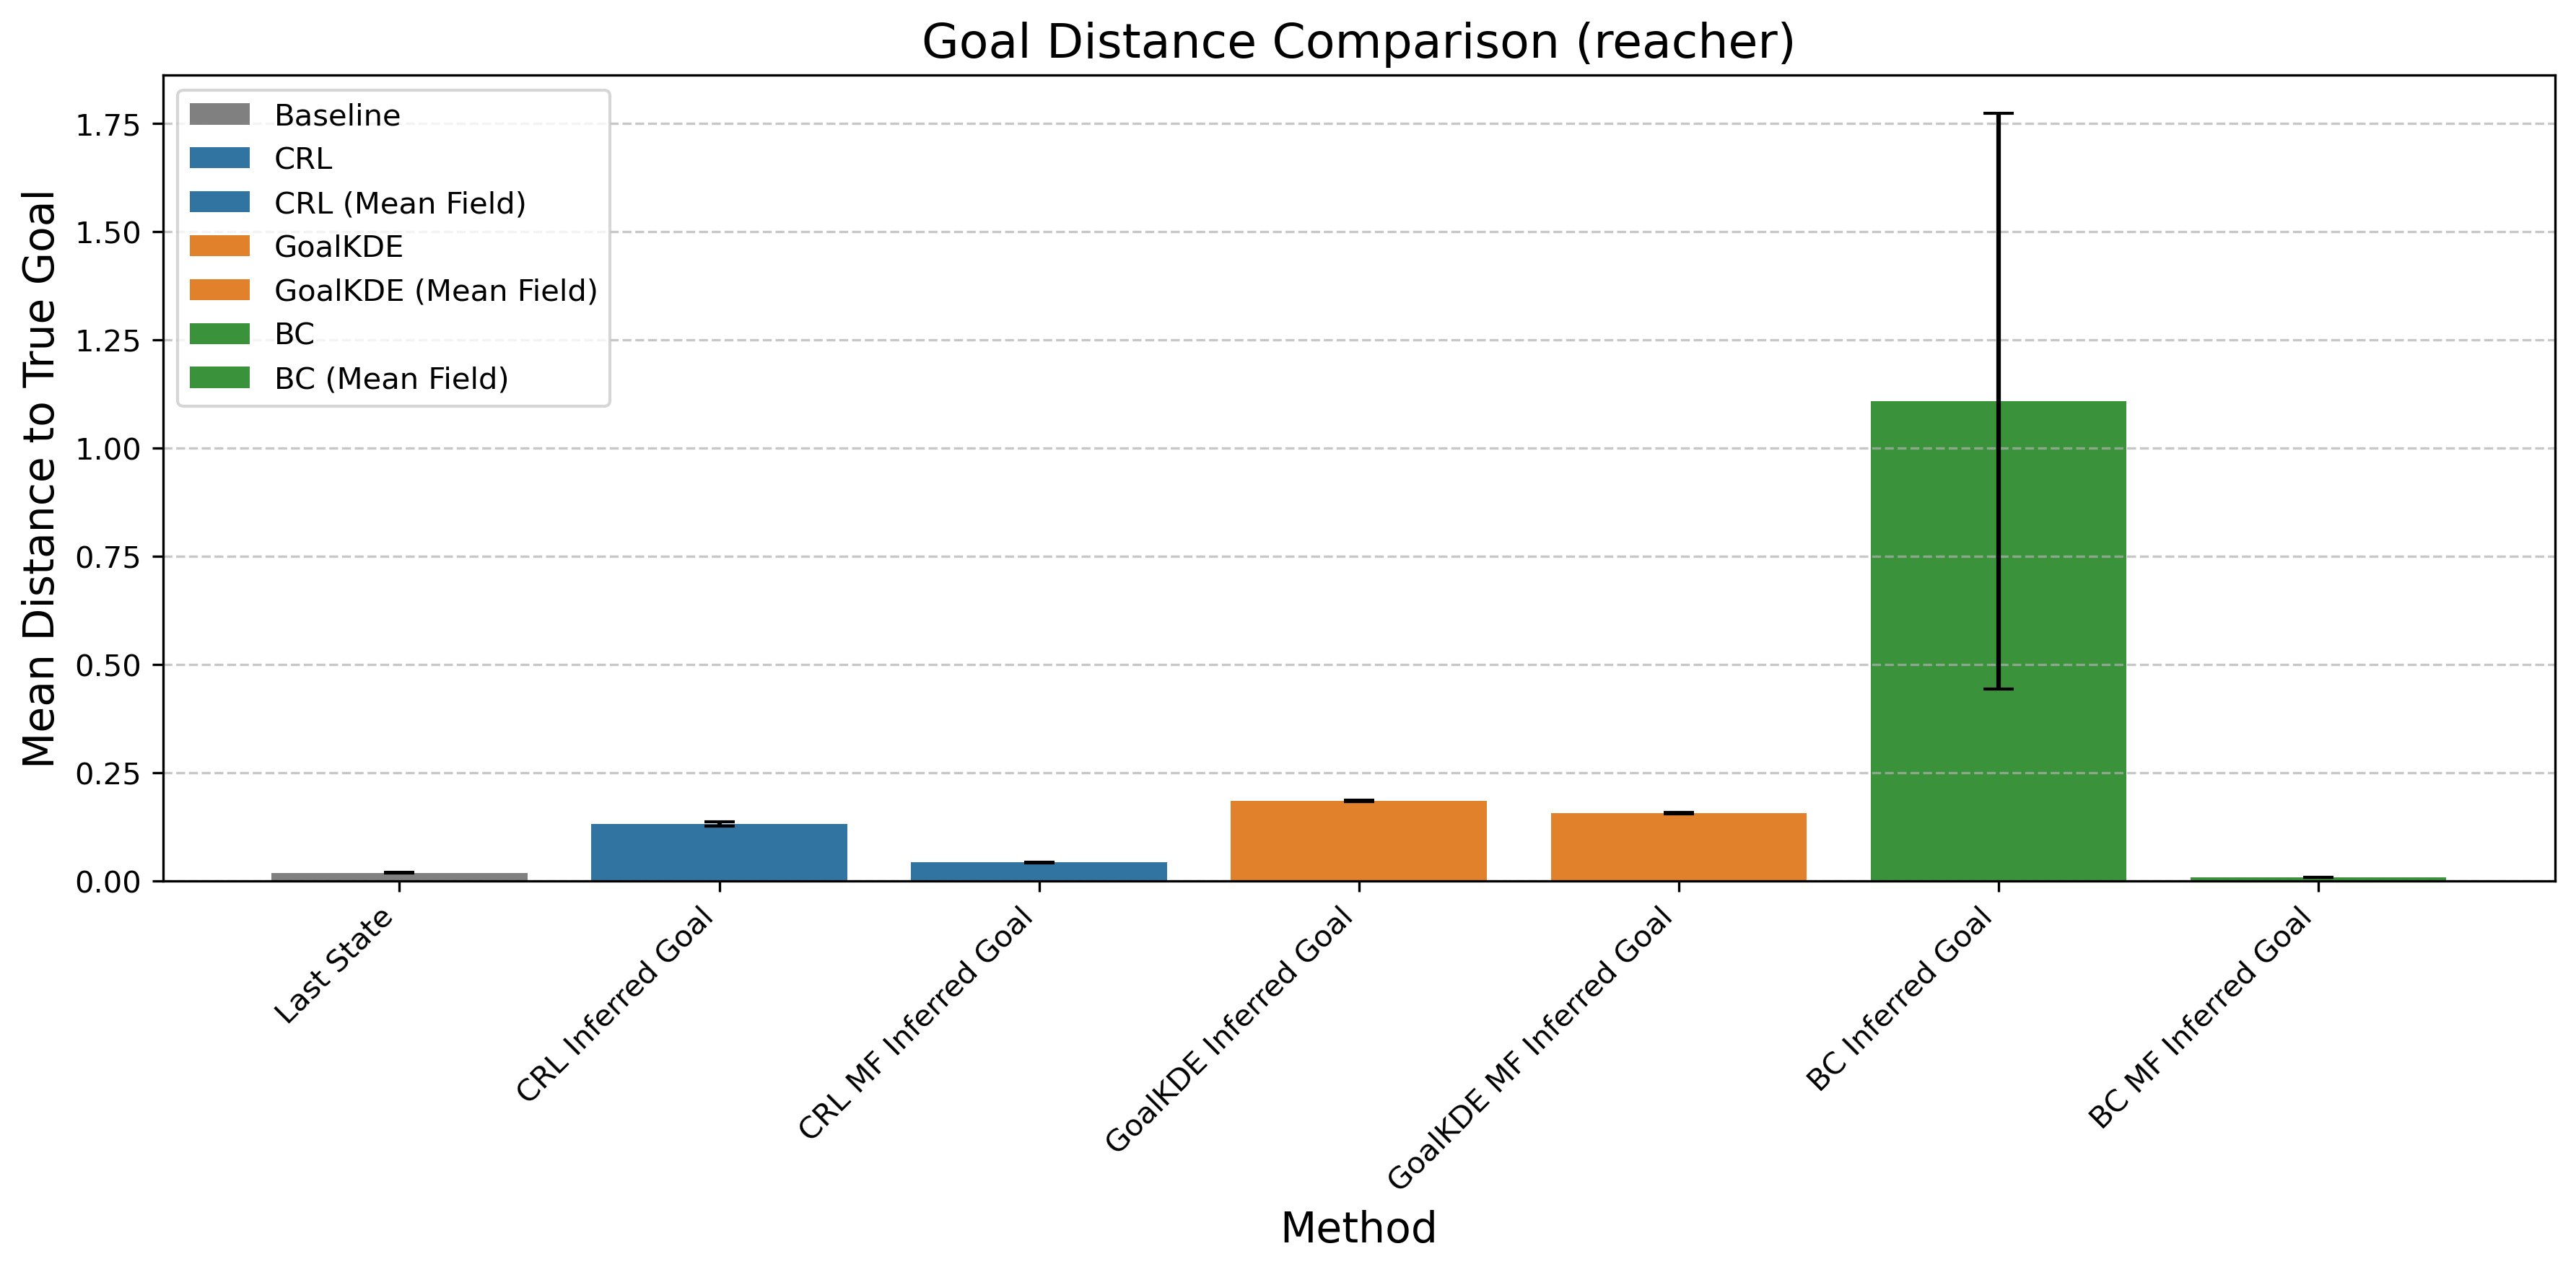 Goal Distance Comparison (reacher)
Mean Distance to True Goal
1.75
1.50
1.25
1.00
0.75
0.50
0.25
0.00
Baseline
CRL
CRL (Mean Field)
GoalKDE
GoalKDE (Mean Field)
BC
BC (Mean Field)
Last State
CRL Inferred Goal
CRL MF Inferred Goal
GoalKDE Inferred Goal
GoalKDE MF Inferred Goal
BC Inferred Goal
BC MF Inferred Goal
Method